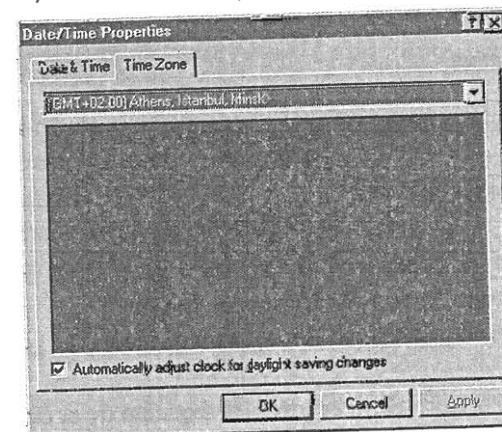 Date/Time Properties
Date & Time Time Zone
(GMT+02:00) Athens, Istanbul, Minsk
Automatically adjust clock for daylight saving changes
OK Cancel Apply